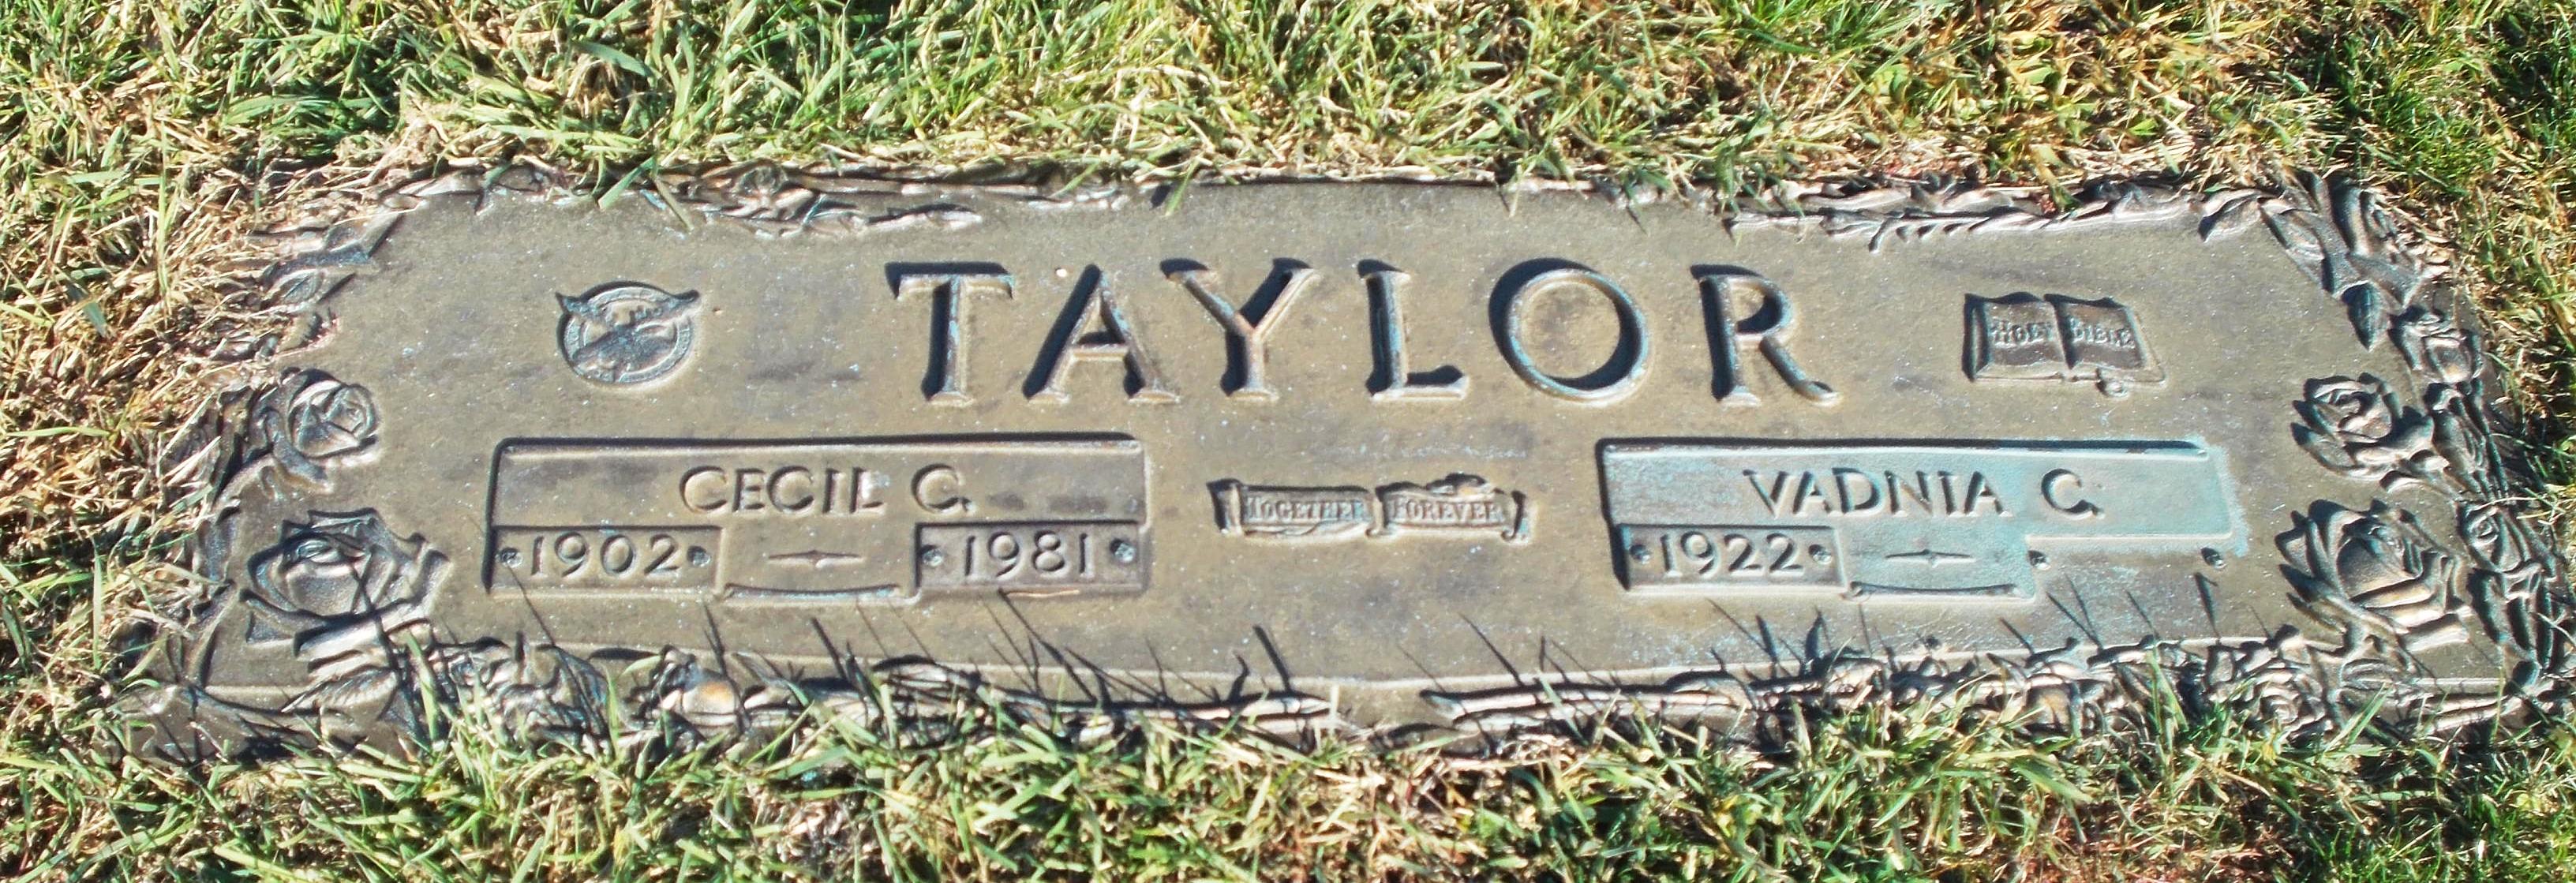 TAYLOR
HOLY BIBLE
CECIL C.
1902 1981
TOGETHER FOREVER
VADNIA C.
1922